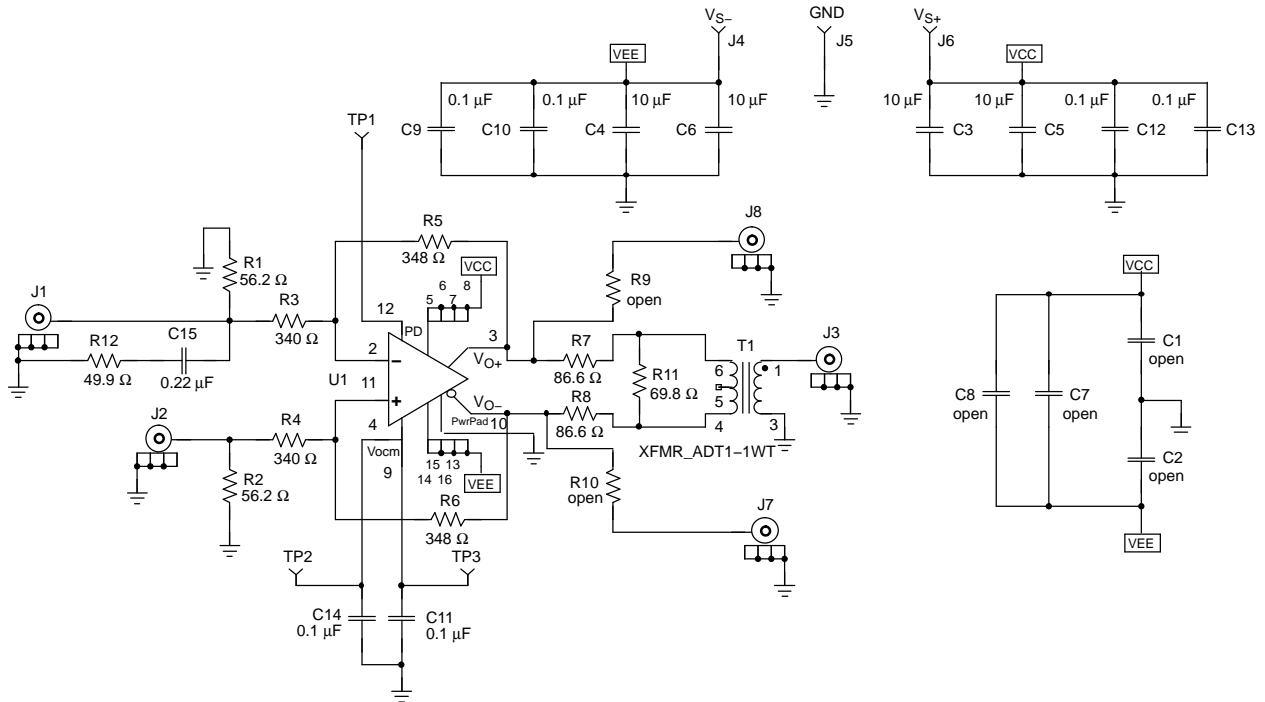 VS−
J4
GND
J5
VS+
J6
VEE
VCC
0.1 µF
0.1 µF
10 µF
10 µF
10 µF
10 µF
0.1 µF
0.1 µF
C9
C10
C4
C6
C3
C5
C12
C13
TP1
J8
R5
348 Ω
VCC
R1
56.2 Ω
R9
open
J1
R3
340 Ω
12
PD
5
6
7
8
3
R12
49.9 Ω
C15
0.22 µF
2
−
U1
11
+
VO+
R7
86.6 Ω
R11
69.8 Ω
T1
6
5
4
1
3
J3
XFMR_ADT1−1WT
J2
R4
340 Ω
4
Vocm
9
VO−
PwrPad
10
R8
86.6 Ω
15
13
14
16
VEE
R2
56.2 Ω
R10
open
R6
348 Ω
J7
TP2
TP3
C14
0.1 µF
C11
0.1 µF
VCC
C1
open
C8
open
C7
open
C2
open
VEE